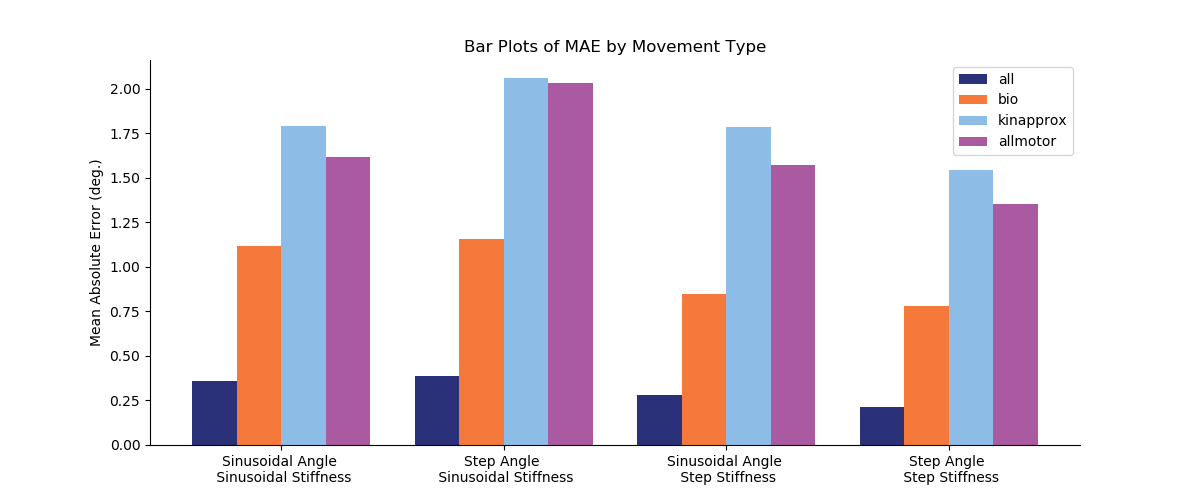 Bar Plots of MAE by Movement Type
Mean Absolute Error (deg.)
2.00
1.75
1.50
1.25
1.00
0.75
0.50
0.25
0.00
all
bio
kinapprox
allmotor
Sinusoidal Angle
Sinusoidal Stiffness
Step Angle
Sinusoidal Stiffness
Sinusoidal Angle
Step Stiffness
Step Angle
Step Stiffness